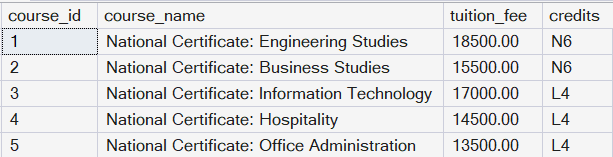 course_id course_name tuition_fee credits
1 National Certificate: Engineering Studies 18500.00 N6
2 National Certificate: Business Studies 15500.00 N6
3 National Certificate: Information Technology 17000.00 L4
4 National Certificate: Hospitality 14500.00 L4
5 National Certificate: Office Administration 13500.00 L4